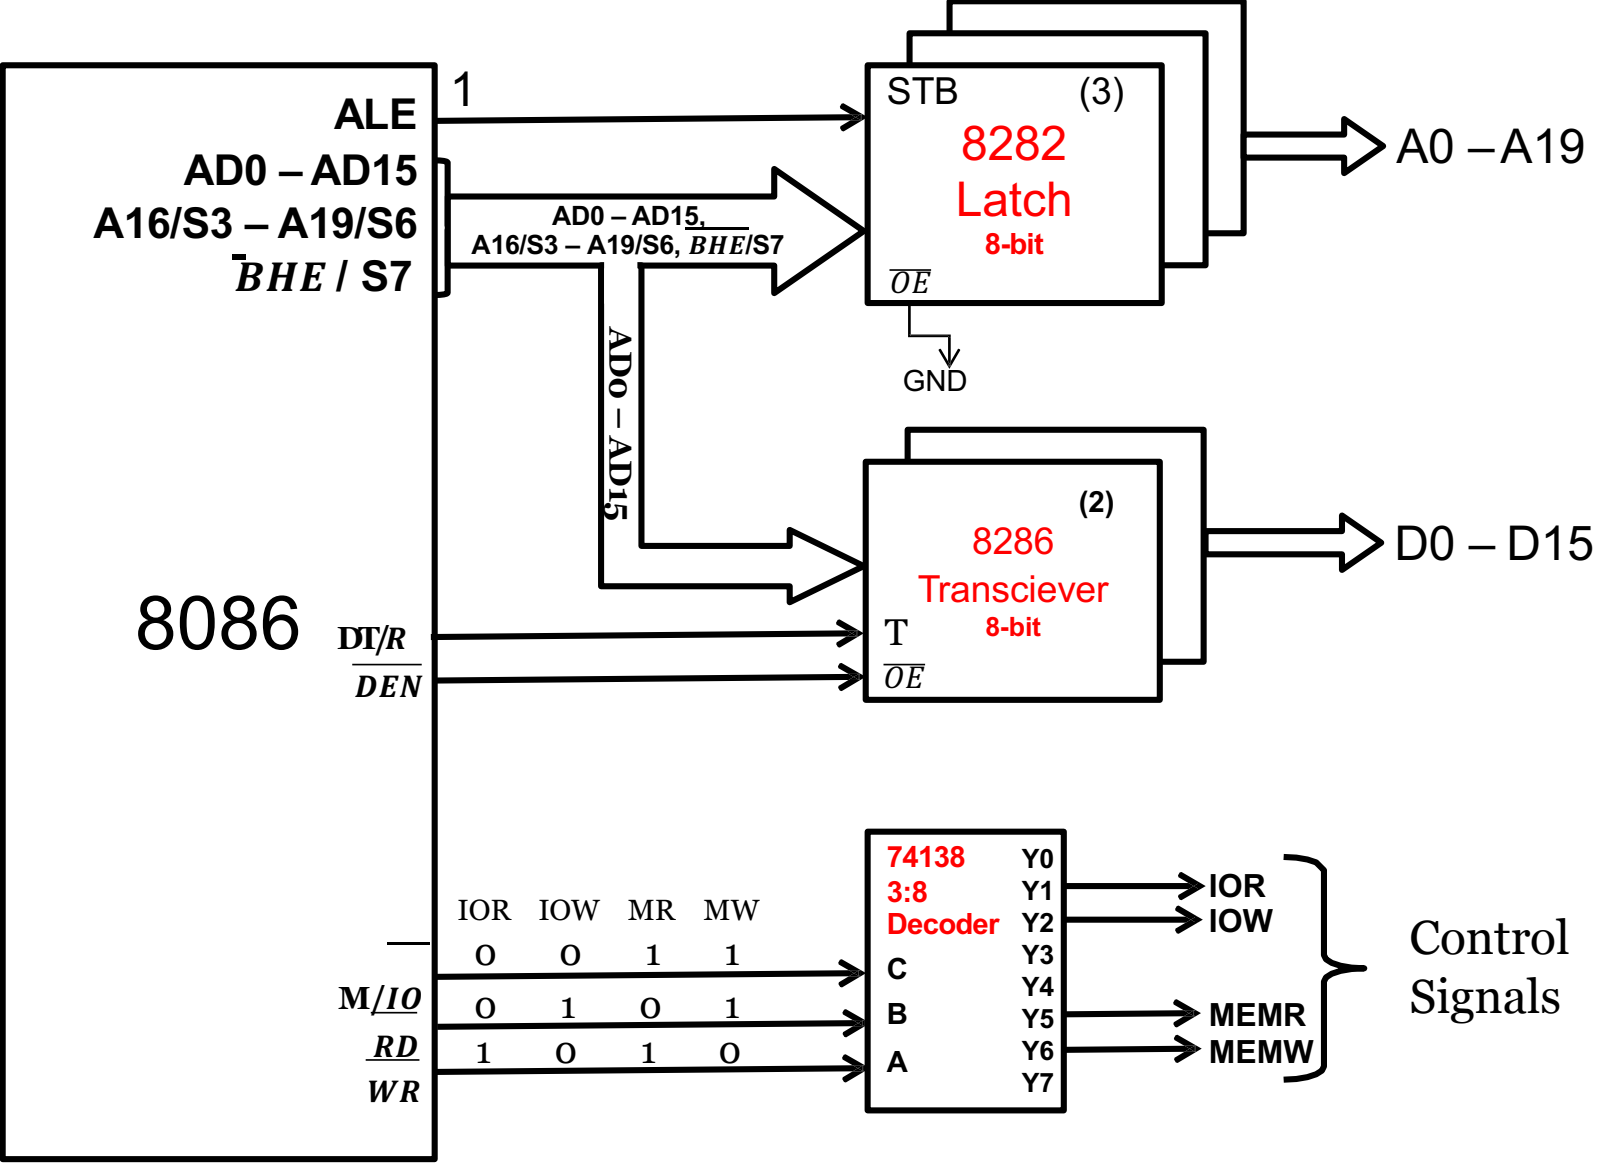 1
ALE
AD0 – AD15
A16/S3 – A19/S6
BHE / S7
AD0 – AD15,
A16/S3 – A19/S6, BHE/S7
AD0 – AD15
STB (3)
8282
Latch
8-bit
OE
GND
A0 – A19
(2)
8286
Transciever
8-bit
T
OE
D0 – D15
8086
DT/R
DEN
IOR IOW MR MW
0 0 1 1
M/IO
0 1 0 1
RD
1 0 1 0
WR
74138
3:8
Decoder
C
B
A
Y0
Y1
Y2
Y3
Y4
Y5
Y6
Y7
IOR
IOW
MEMR
MEMW
Control
Signals